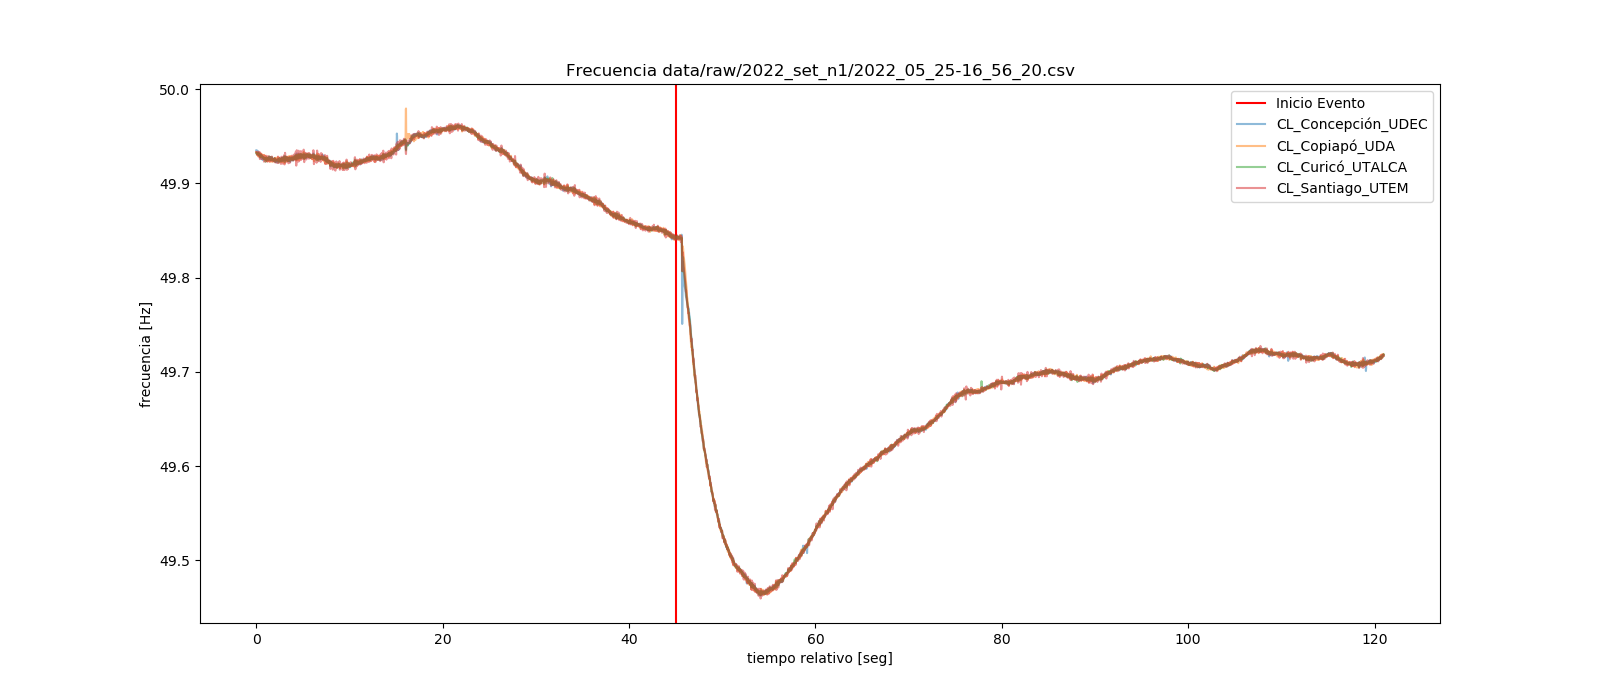 Frecuencia data/raw/2022_set_n1/2022_05_25-16_56_20.csv
50.0
49.9
49.8
49.7
49.6
49.5
frecuencia [Hz]
Inicio Evento
CL_Concepción_UDEC
CL_Copiapó_UDA
CL_Curicó_UTALCA
CL_Santiago_UTEM
0 20 40 60 80 100 120
tiempo relativo [seg]